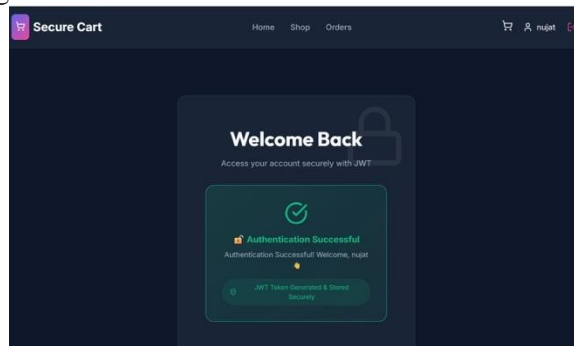 Secure Cart
Home Shop Orders
nujat
Welcome Back
Access your account securely with JWT
🔓 Authentication Successful
Authentication Successful! Welcome, nujat
👋
JWT Token Generated & Stored
Securely